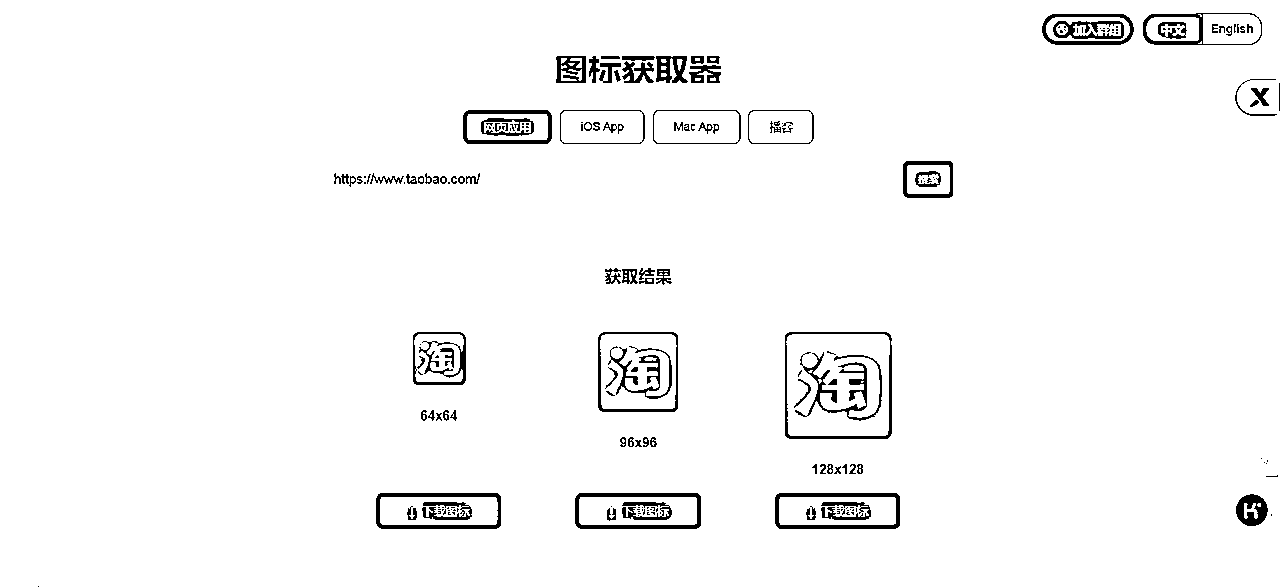 加入群组
中文 English
图标获取器
X
网页应用 iOS App Mac App 播客
https://www.taobao.com/ 搜索
获取结果
淘 淘 淘
64x64
96x96
128x128
下载图标 下载图标 下载图标